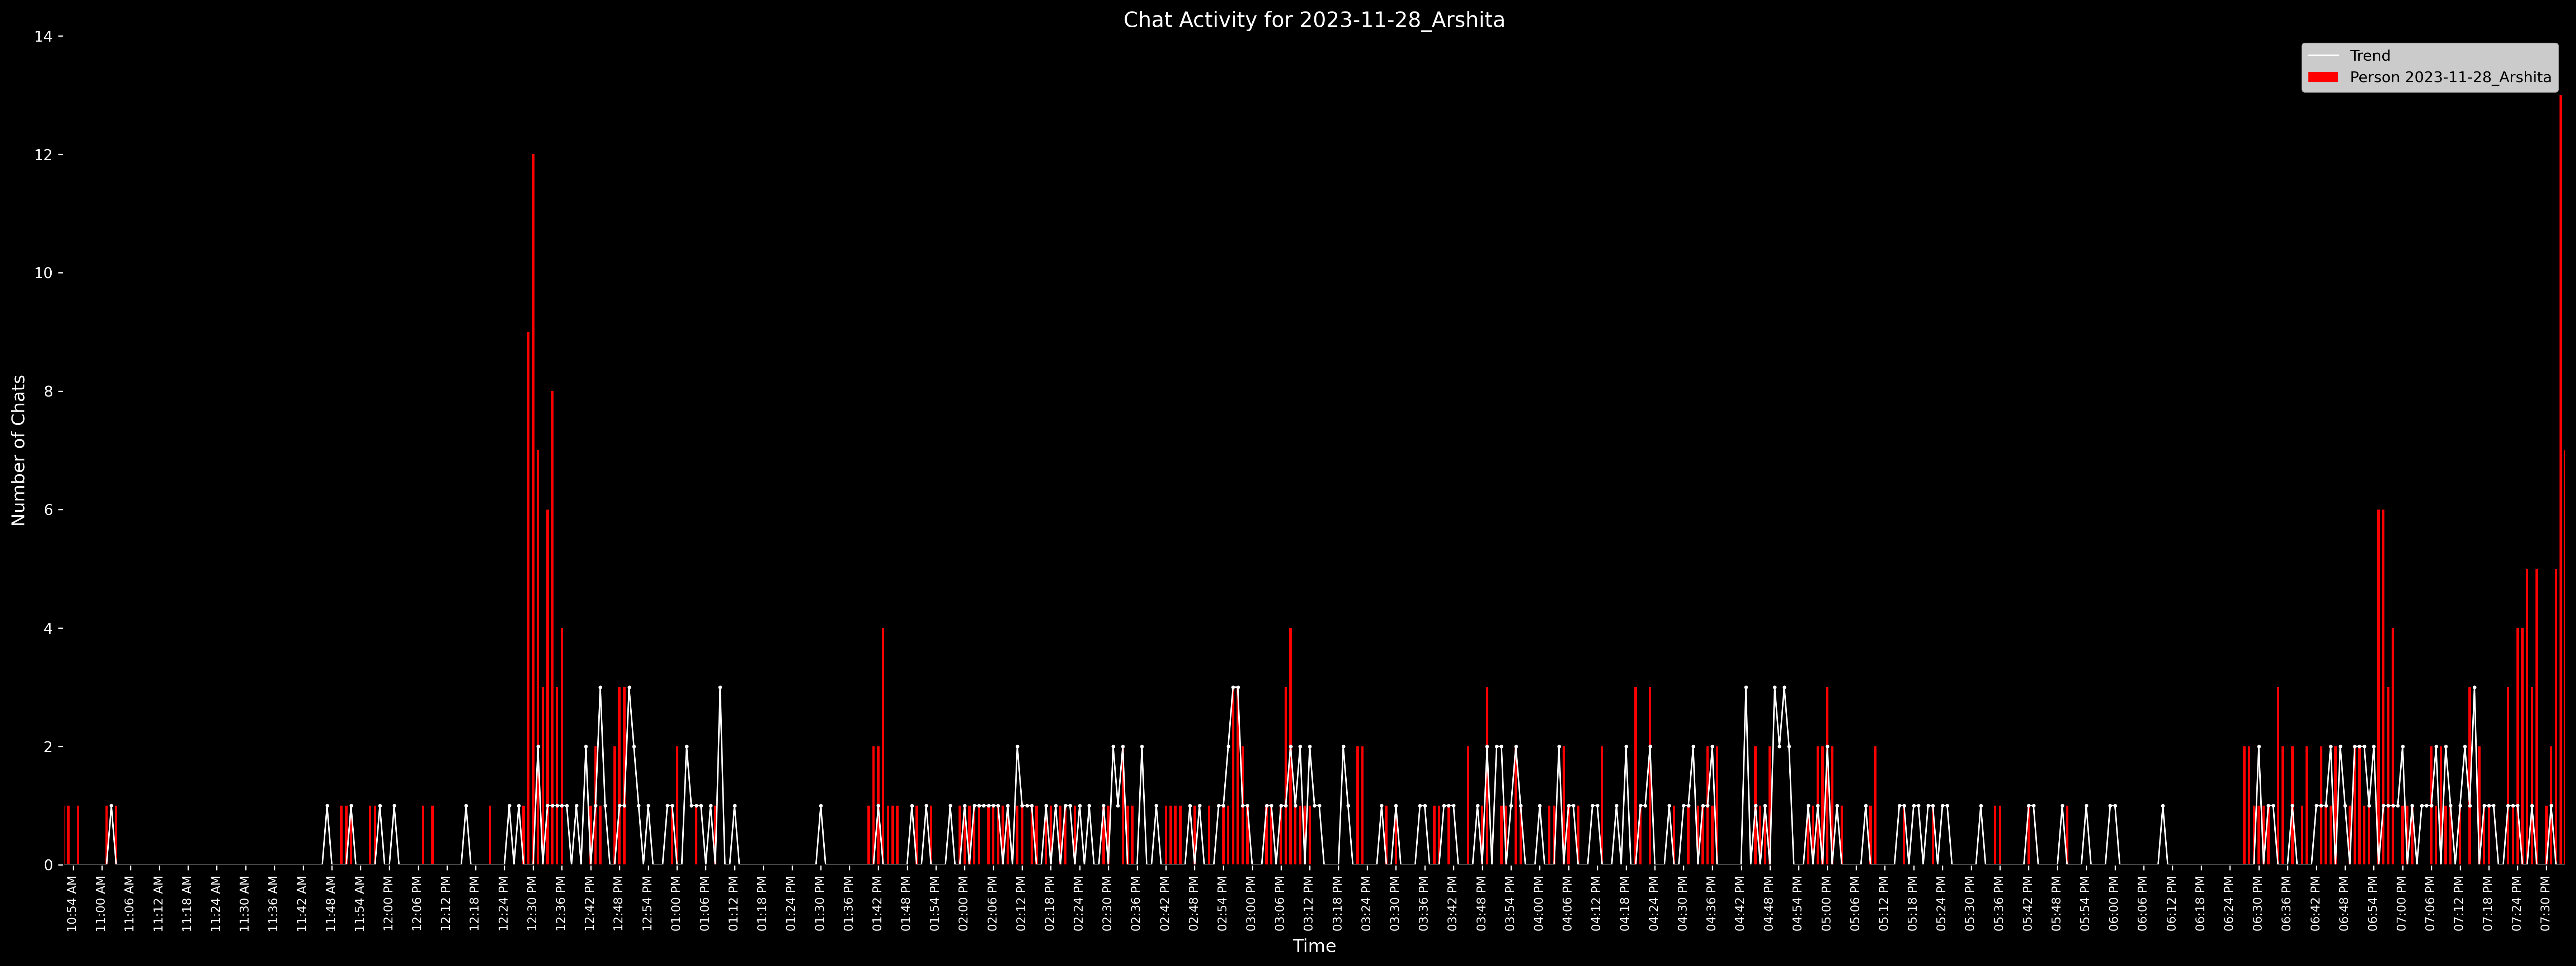 Chat Activity for 2023-11-28_Arshita
Trend
Person 2023-11-28_Arshita
Number of Chats
14
12
10
8
6
4
2
0
10:54 AM
11:00 AM
11:06 AM
11:12 AM
11:18 AM
11:24 AM
11:30 AM
11:36 AM
11:42 AM
11:48 AM
11:54 AM
12:00 PM
12:06 PM
12:12 PM
12:18 PM
12:24 PM
12:30 PM
12:36 PM
12:42 PM
12:48 PM
12:54 PM
01:00 PM
01:06 PM
01:12 PM
01:18 PM
01:24 PM
01:30 PM
01:36 PM
01:42 PM
01:48 PM
01:54 PM
02:00 PM
02:06 PM
02:12 PM
02:18 PM
02:24 PM
02:30 PM
02:36 PM
02:42 PM
02:48 PM
02:54 PM
03:00 PM
03:06 PM
03:12 PM
03:18 PM
03:24 PM
03:30 PM
03:36 PM
03:42 PM
03:48 PM
03:54 PM
04:00 PM
04:06 PM
04:12 PM
04:18 PM
04:24 PM
04:30 PM
04:36 PM
04:42 PM
04:48 PM
04:54 PM
05:00 PM
05:06 PM
05:12 PM
05:18 PM
05:24 PM
05:30 PM
05:36 PM
05:42 PM
05:48 PM
05:54 PM
06:00 PM
06:06 PM
06:12 PM
06:18 PM
06:24 PM
06:30 PM
06:36 PM
06:42 PM
06:48 PM
06:54 PM
07:00 PM
07:06 PM
07:12 PM
07:18 PM
07:24 PM
07:30 PM
Time